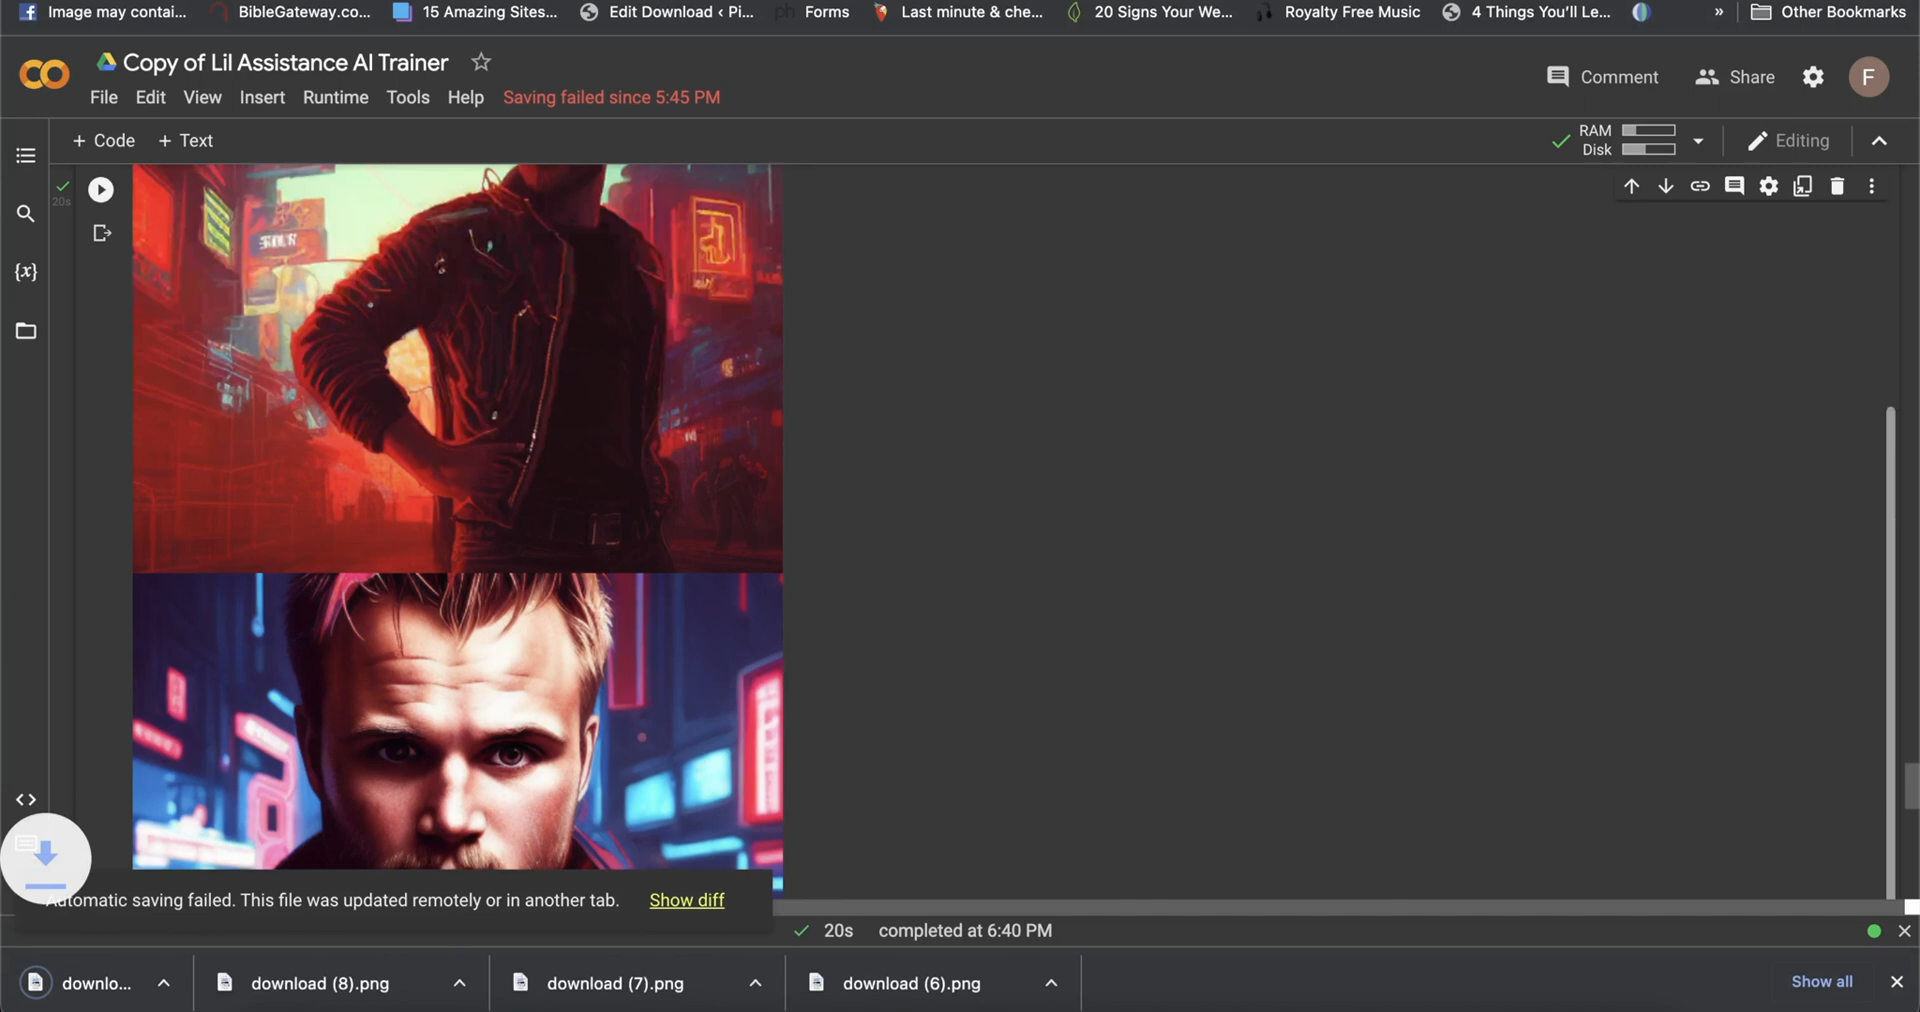 Image may contai... BibleGateway.co... 15 Amazing Sites... Edit Download ‹ Pi... ph Forms Last minute & che... 20 Signs Your We... Royalty Free Music 4 Things You'll Le... » Other Bookmarks
Copy of Lil Assistance AI Trainer
Comment Share F
File Edit View Insert Runtime Tools Help Saving failed since 5:45 PM
+ Code + Text RAM Disk Editing
20s
{x}
Automatic saving failed. This file was updated remotely or in another tab. Show diff
20s completed at 6:40 PM
downlo... download (8).png download (7).png download (6).png Show all